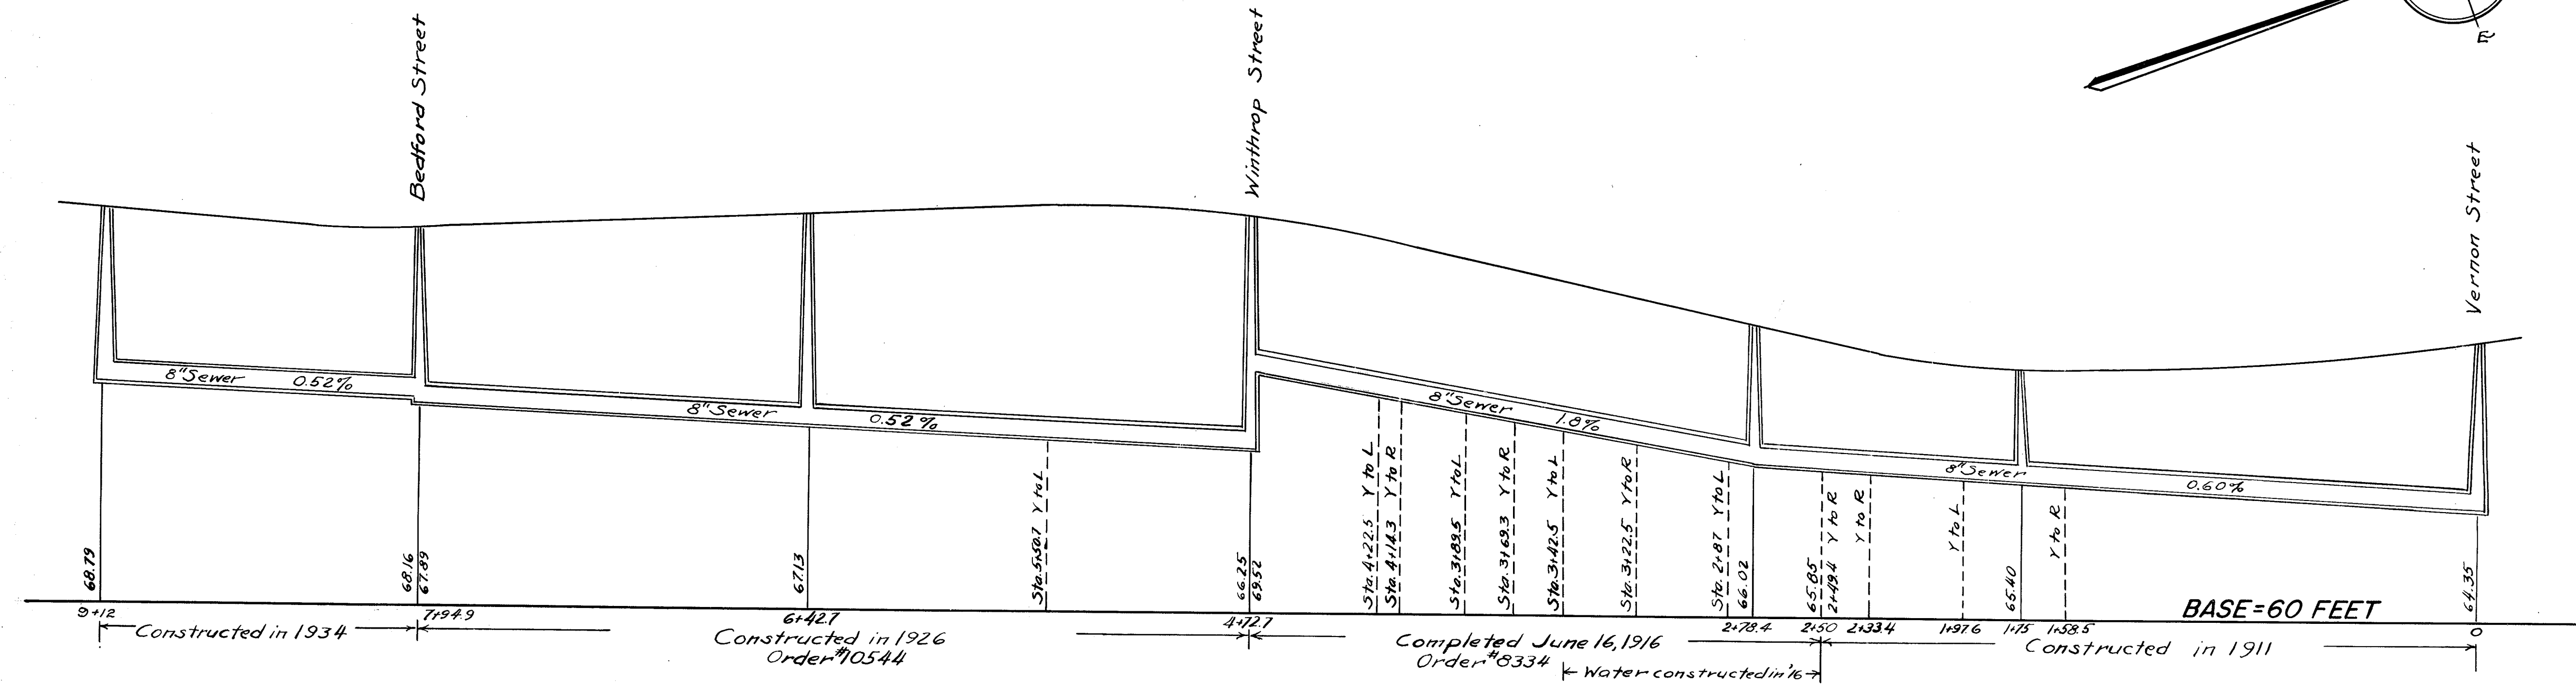 E
Bedford Street
Winthrop Street
Vernon Street
8" Sewer 0.52%
8" Sewer
0.52%
8" Sewer
1.8%
8" Sewer
0.60%
68.79
68.16
67.89
67.13
Sta.5+50.7 Y to L
66.25
69.52
Sta.4+22.5 Y to L
Sta.4+14.3 Y to R
Sta.3+89.5 Y to L
Sta.3+69.3 Y to R
Sta.3+42.5 Y to L
Sta.3+22.5 Y to R
Sta.2+87 Y to L
66.02
65.85
2+49.4 Y to R
Y to R
Y to L
65.40
Y to R
64.35
BASE=60 FEET
9+12
7+94.9
6+42.7
4+72.7
2+78.4
2+50
2+33.4
1+97.6
1+75
1+58.5
0
Constructed in 1934
Constructed in 1926
Order #10544
Completed June 16, 1916
Order #8334
Water constructed in '16
Constructed in 1911